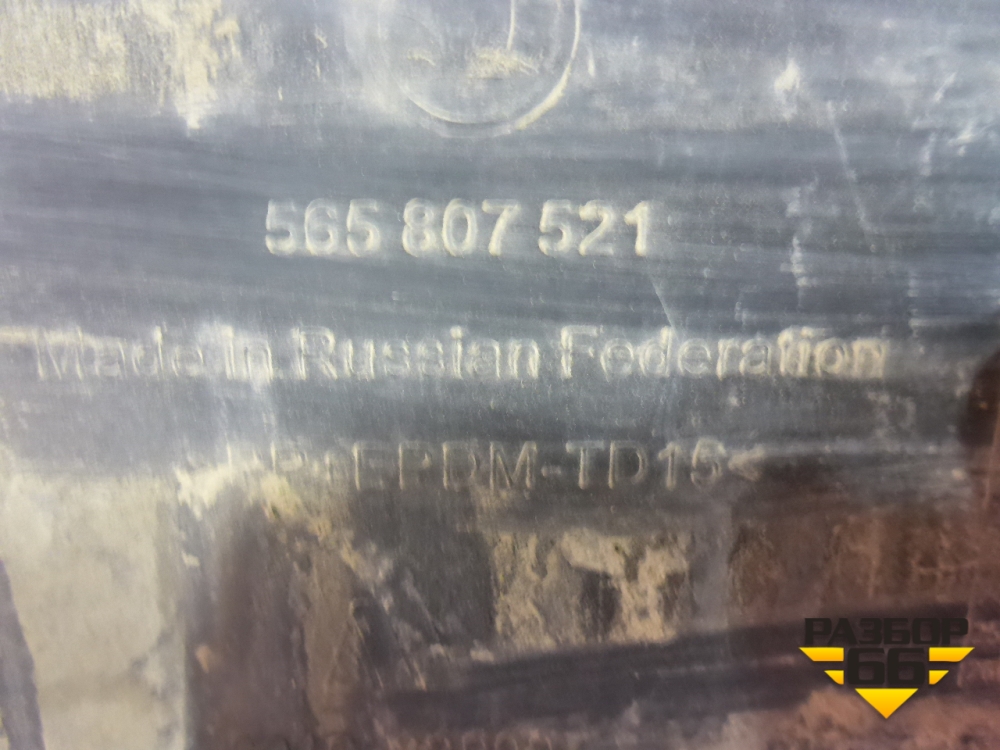 565 807 521
Made in Russian Federation
PP+EPDM-TD15<
РАЗБОР
66